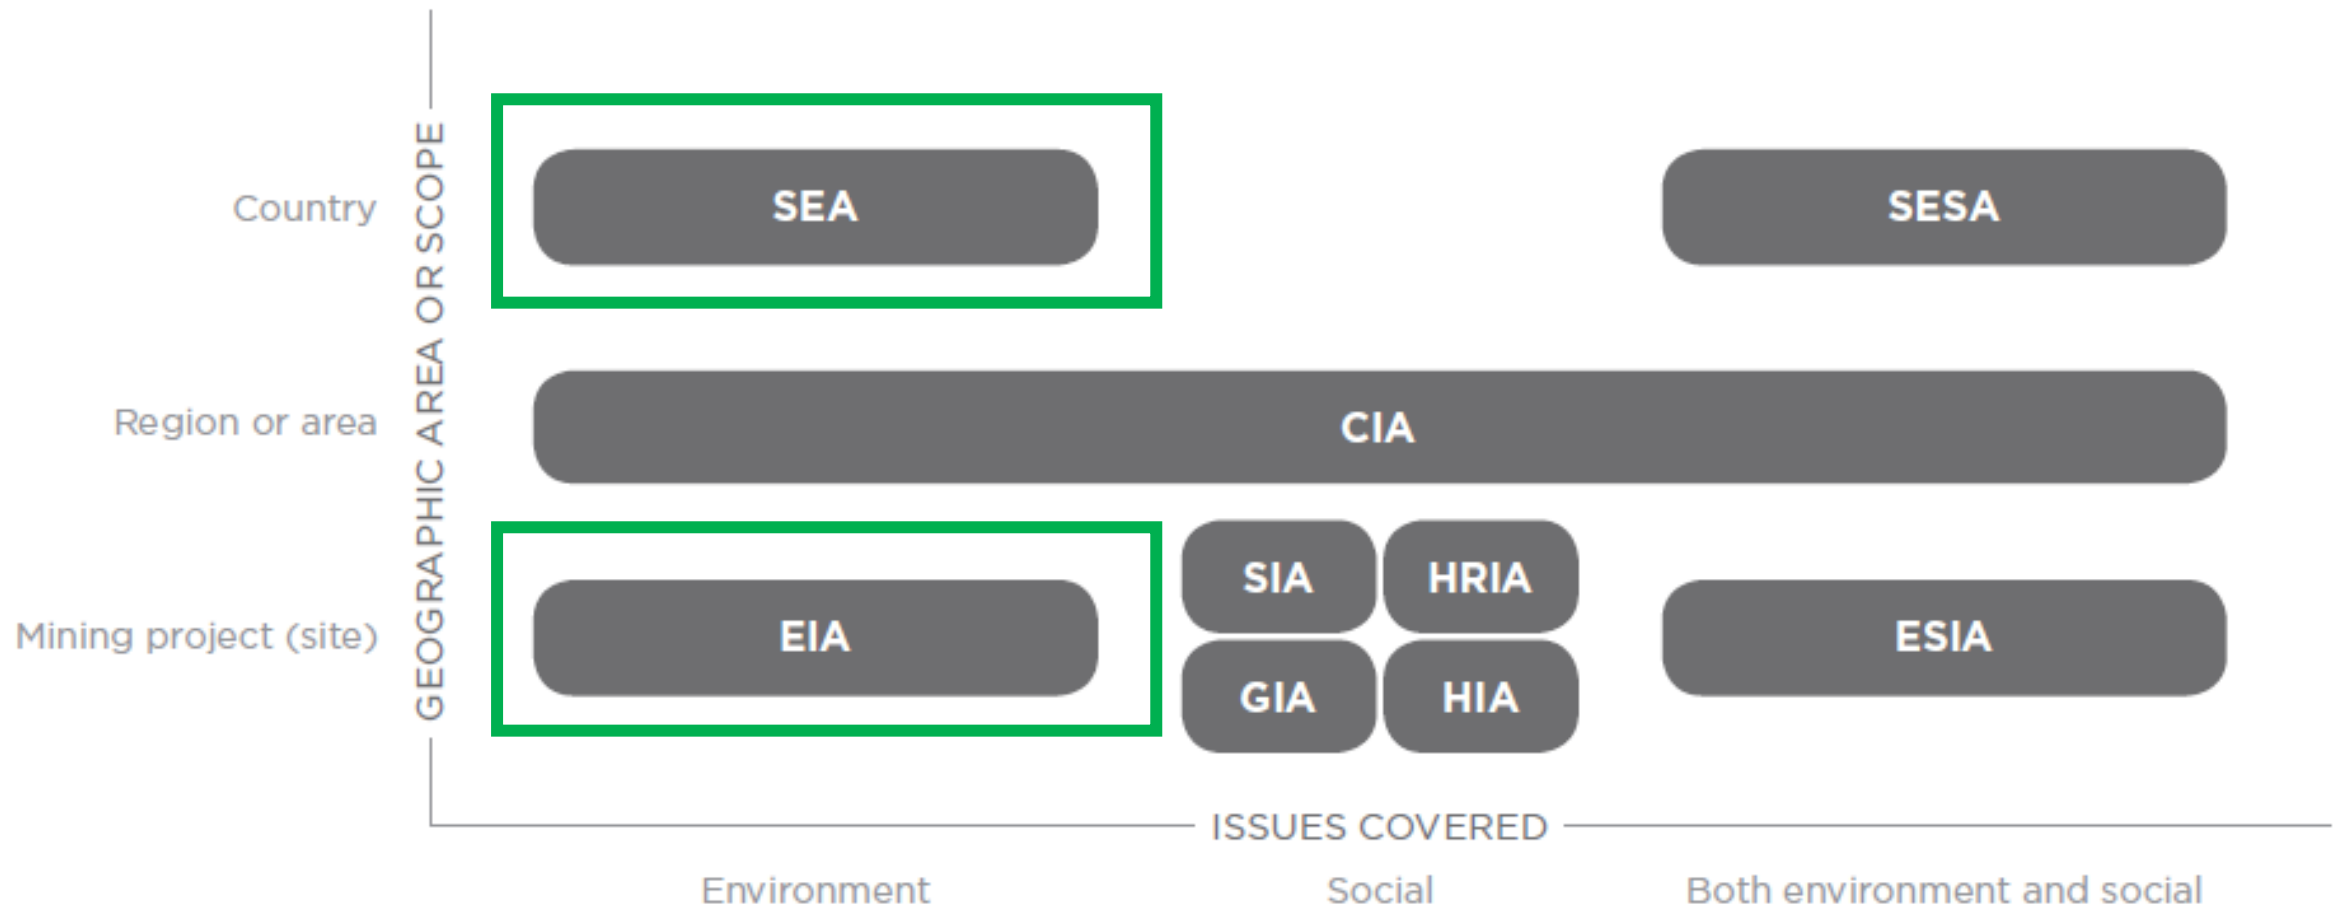 GEOGRAPHIC AREA OR SCOPE
Country
SEA
SESA
Region or area
CIA
Mining project (site)
EIA
SIA
HRIA
GIA
HIA
ESIA
ISSUES COVERED
Environment
Social
Both environment and social